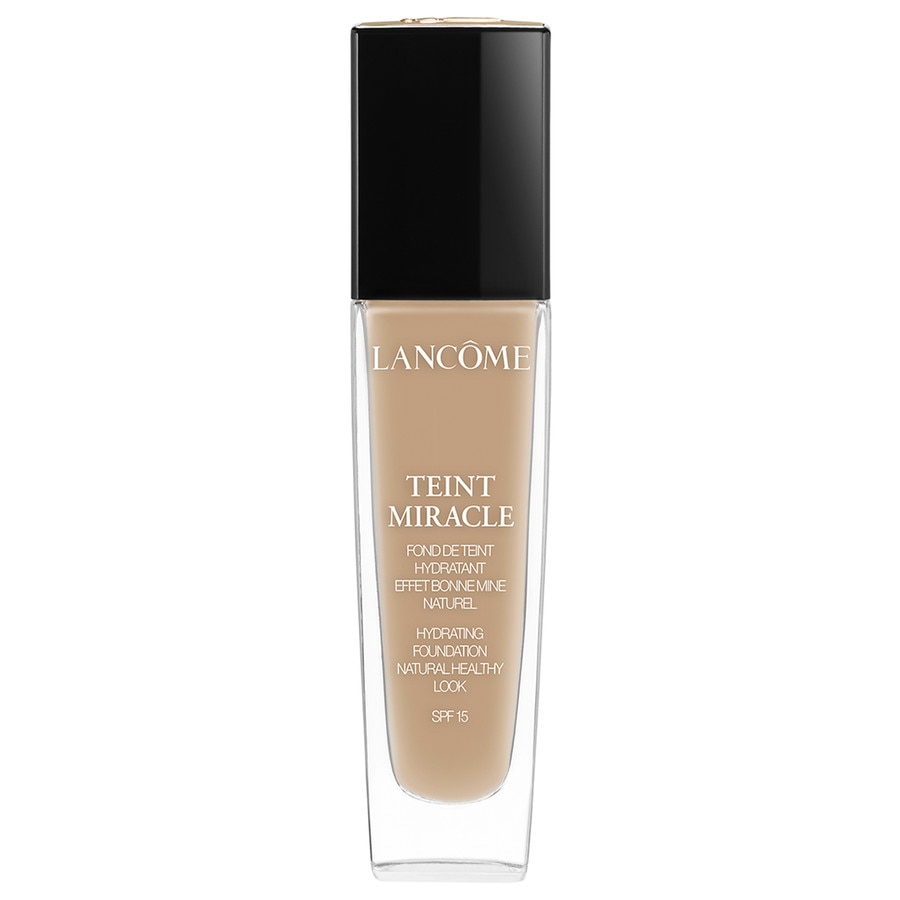 LANCÔME
TEINT
MIRACLE
FOND DE TEINT
HYDRATANT
EFFET BONNE MINE
NATUREL
HYDRATING
FOUNDATION
NATURAL HEALTHY
LOOK
SPF 15